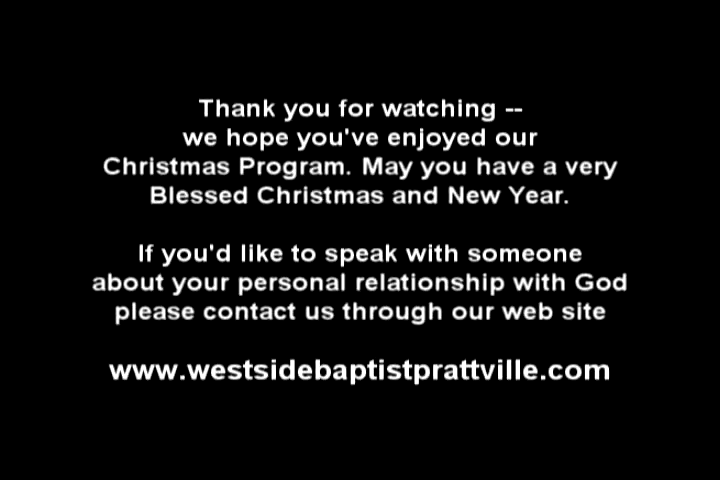 Thank you for watching --
we hope you've enjoyed our
Christmas Program. May you have a very
Blessed Christmas and New Year.
If you'd like to speak with someone
about your personal relationship with God
please contact us through our web site
www.westsidebaptistprattville.com